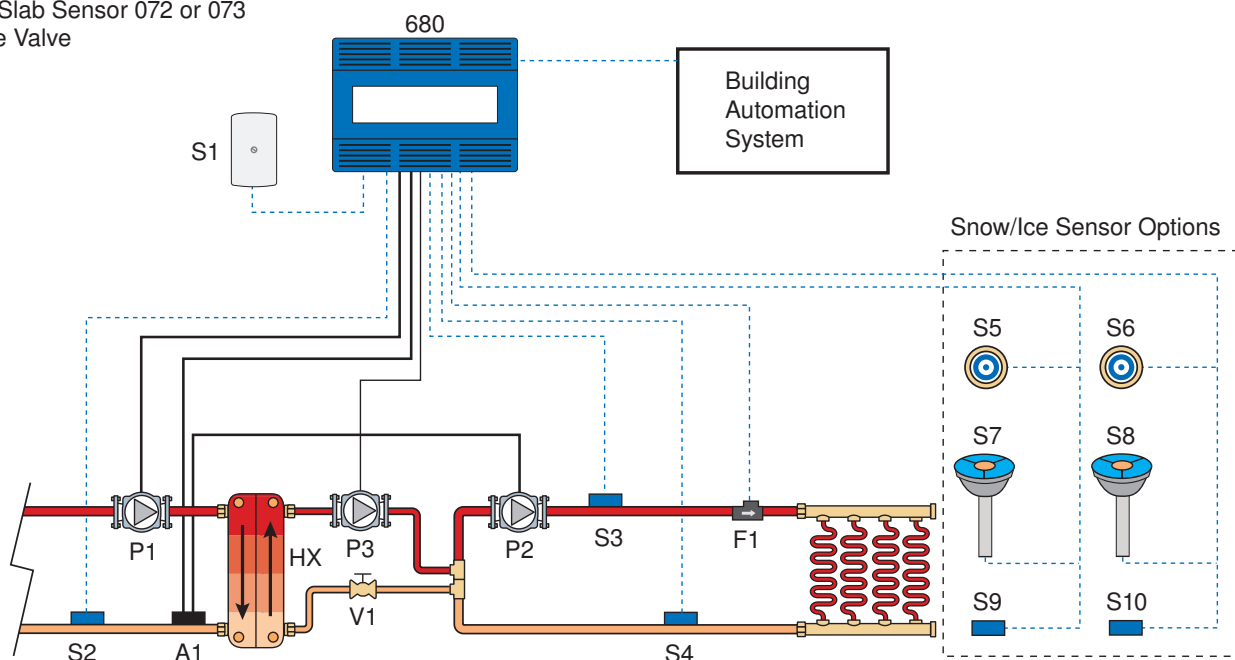 Slab Sensor 072 or 073
Valve
680
Building
Automation
System
S1
Snow/Ice Sensor Options
S5
S6
S7
S8
P1
HX
P3
P2
S3
F1
V1
S9
S10
S2
A1
S4